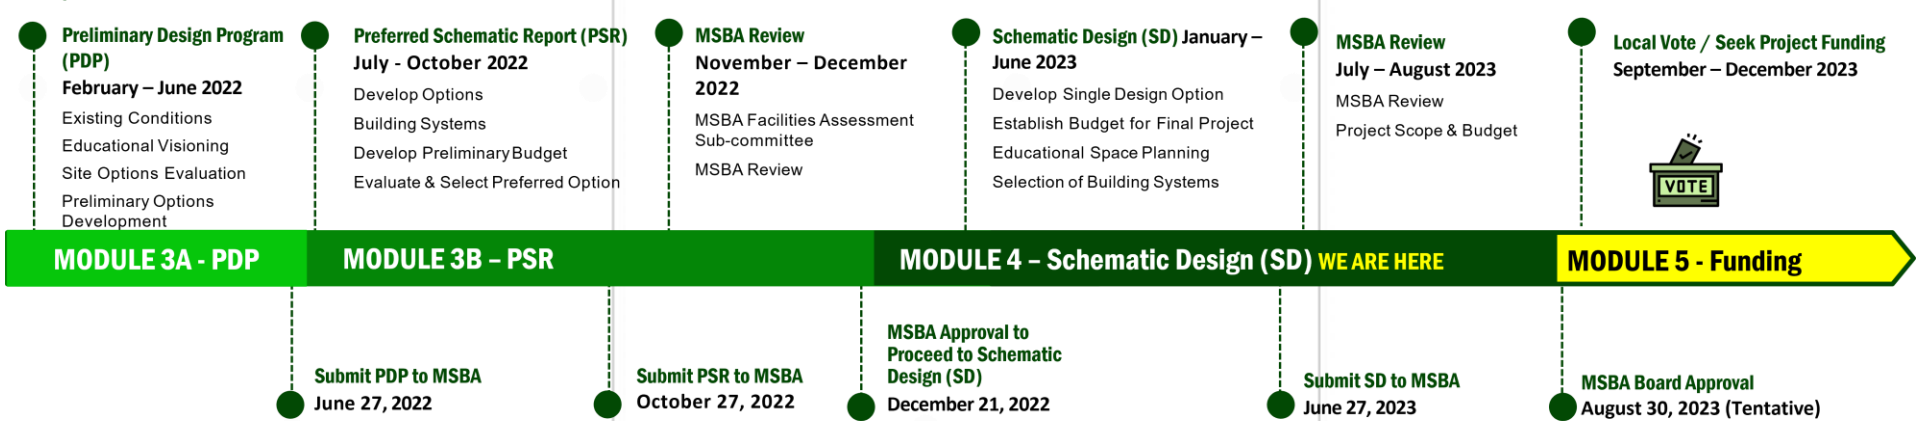 Preliminary Design Program
(PDP)
February – June 2022
Existing Conditions
Educational Visioning
Site Options Evaluation
Preliminary Options
Development
Preferred Schematic Report (PSR)
July - October 2022
Develop Options
Building Systems
Develop Preliminary Budget
Evaluate & Select Preferred Option
MSBA Review
November – December
2022
MSBA Facilities Assessment
Sub-committee
MSBA Review
Schematic Design (SD) January –
June 2023
Develop Single Design Option
Establish Budget for Final Project
Educational Space Planning
Selection of Building Systems
MSBA Review
July – August 2023
MSBA Review
Project Scope & Budget
Local Vote / Seek Project Funding
September – December 2023
VOTE
MODULE 3A - PDP
MODULE 3B – PSR
MODULE 4 – Schematic Design (SD) WE ARE HERE
MODULE 5 - Funding
Submit PDP to MSBA
June 27, 2022
Submit PSR to MSBA
October 27, 2022
MSBA Approval to
Proceed to Schematic
Design (SD)
December 21, 2022
Submit SD to MSBA
June 27, 2023
MSBA Board Approval
August 30, 2023 (Tentative)